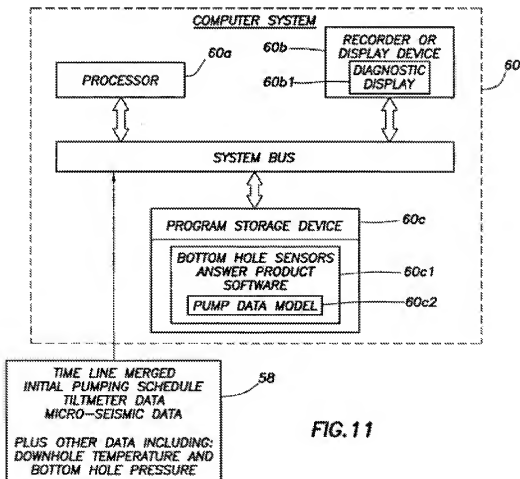 COMPUTER SYSTEM
60a
PROCESSOR
60b
RECORDER OR
DISPLAY DEVICE
60b1
DIAGNOSTIC
DISPLAY
60
SYSTEM BUS
PROGRAM STORAGE DEVICE
60c
BOTTOM HOLE SENSORS
ANSWER PRODUCT
SOFTWARE
60c1
PUMP DATA MODEL
60c2
TIME LINE MERGED
INITIAL PUMPING SCHEDULE
TILTMETER DATA
MICRO-SEISMIC DATA
PLUS OTHER DATA INCLUDING:
DOWNHOLE TEMPERATURE AND
BOTTOM HOLE PRESSURE
58
FIG.11